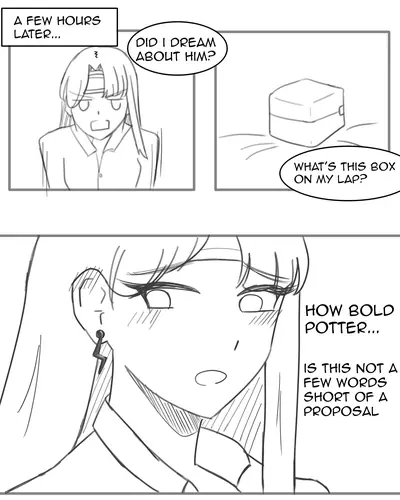 A FEW HOURS
LATER...
DID I DREAM
ABOUT HIM?
WHAT'S THIS BOX
ON MY LAP?
HOW BOLD
POTTER...
IS THIS NOT A
FEW WORDS
SHORT OF A
PROPOSAL